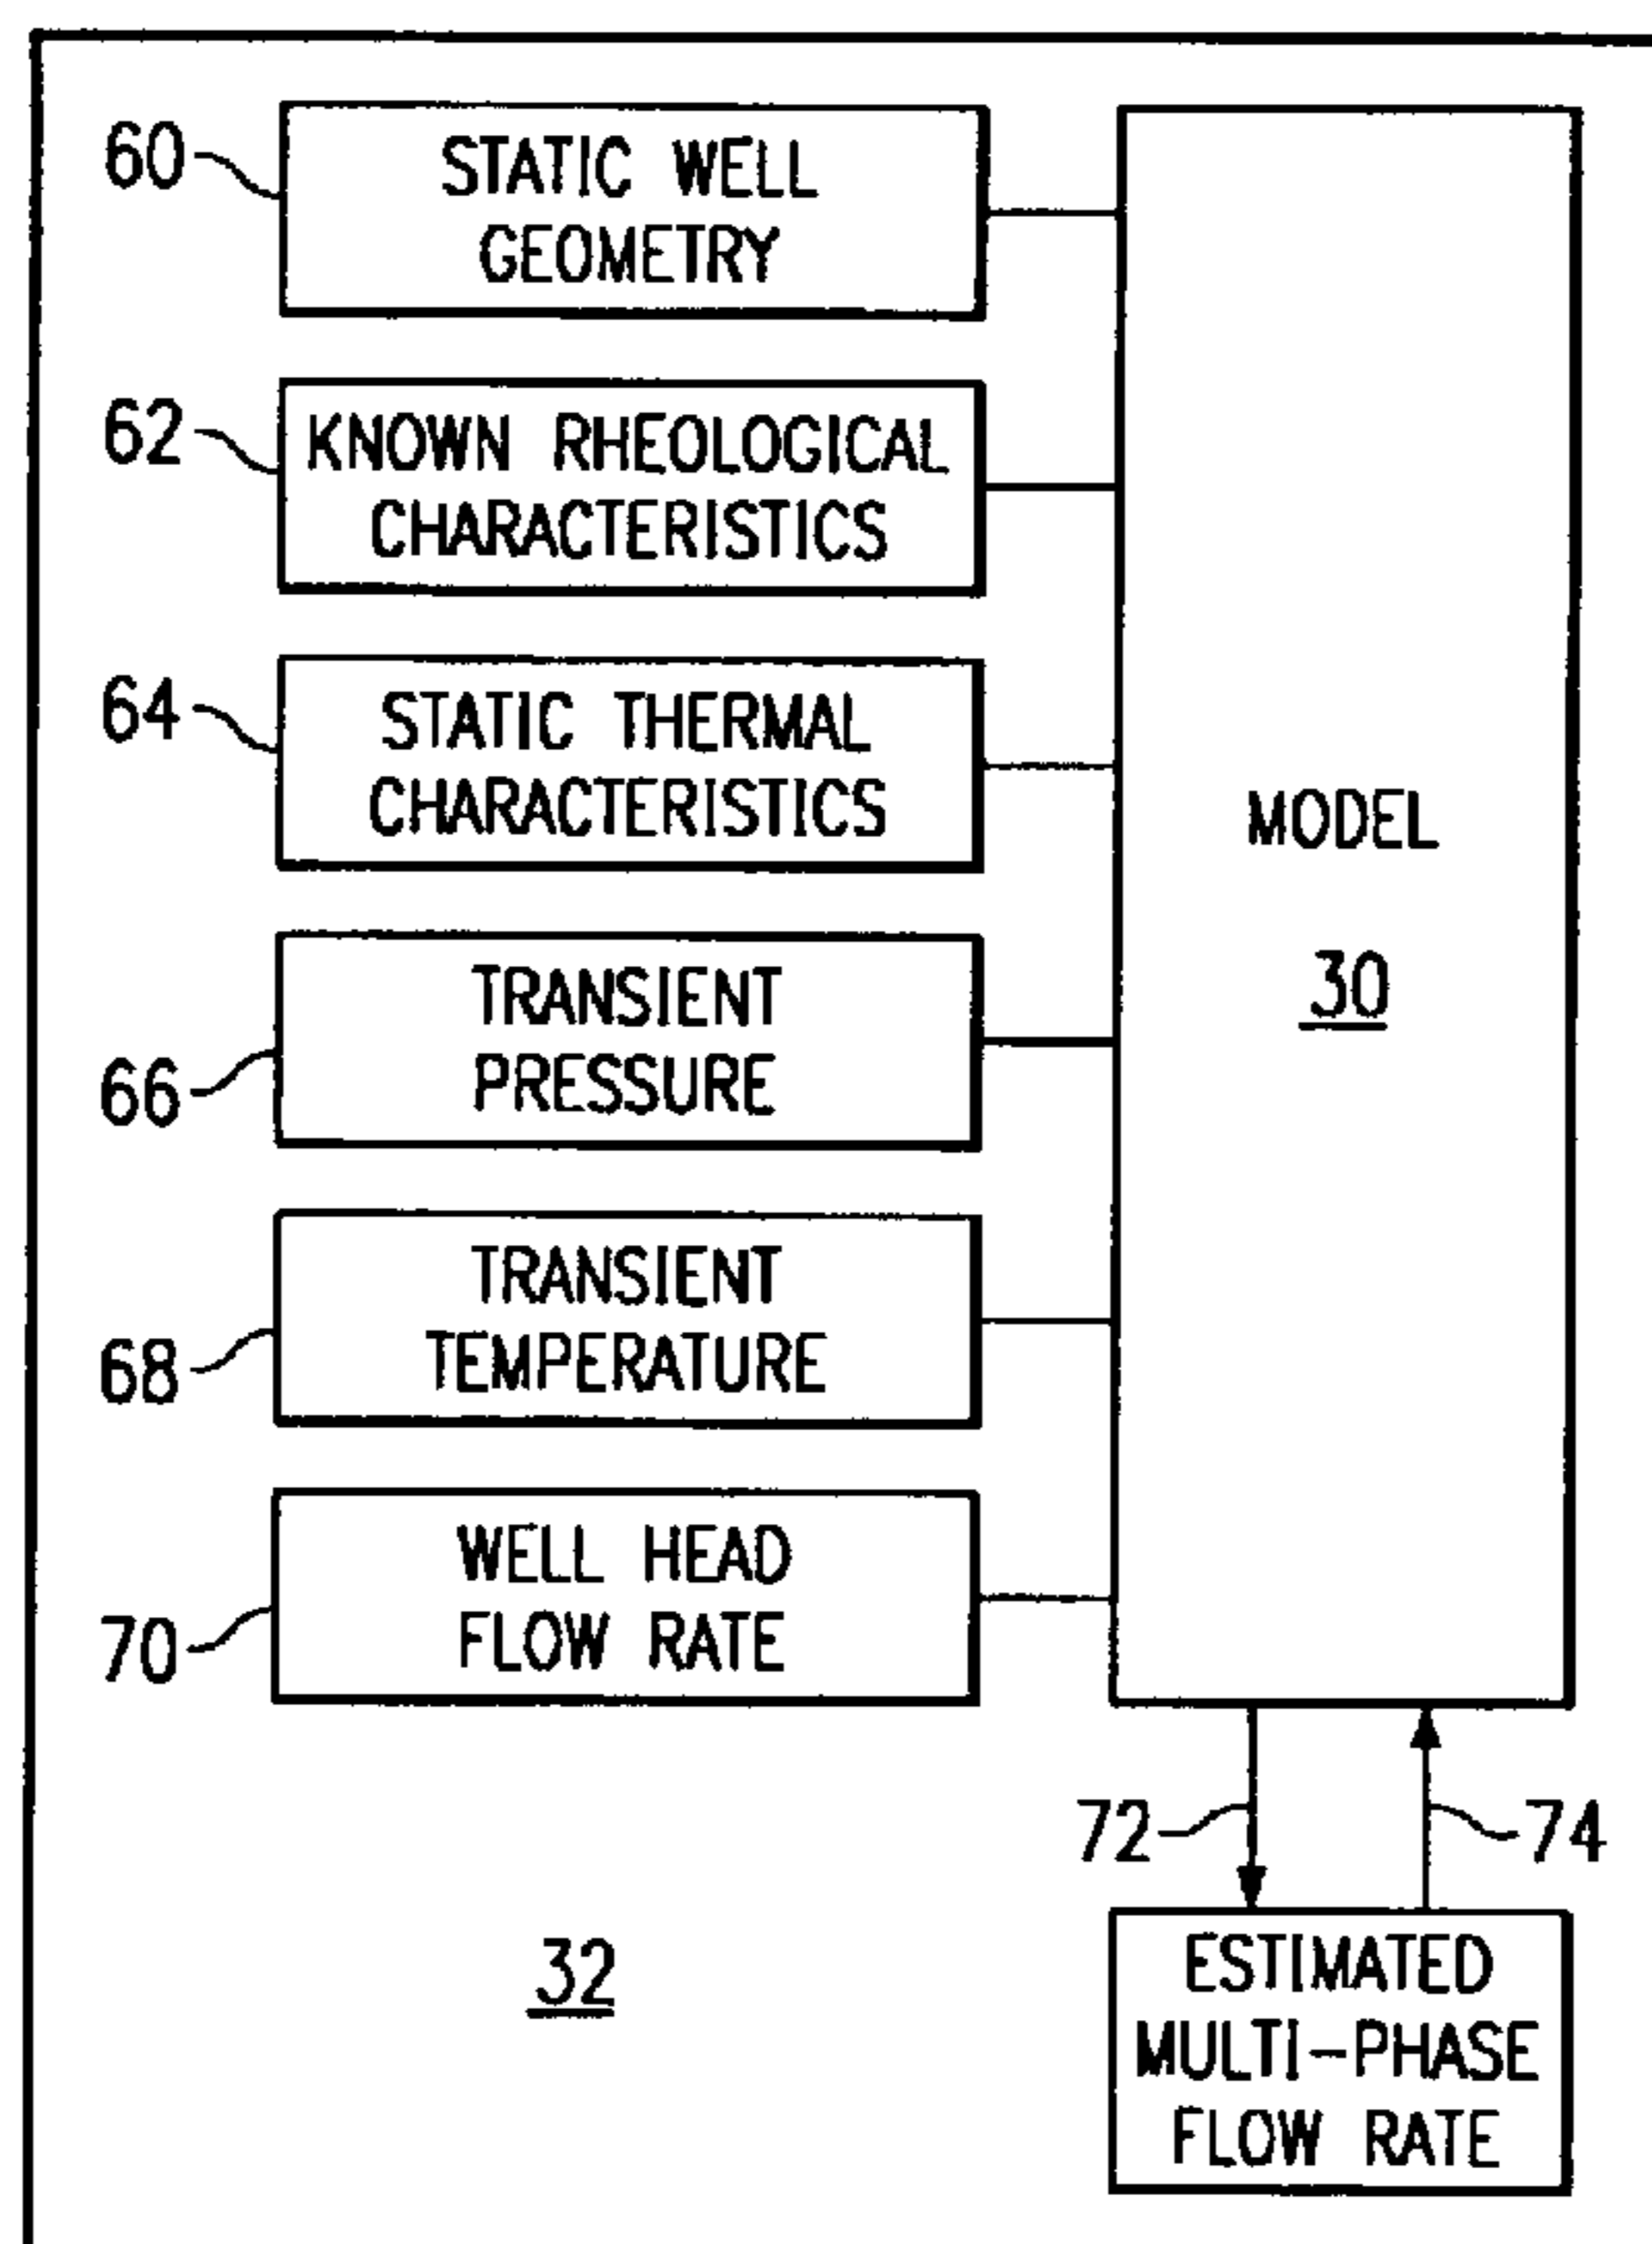 60
STATIC WELL
GEOMETRY
62
KNOWN RHEOLOGICAL
CHARACTERISTICS
64
STATIC THERMAL
CHARACTERISTICS
MODEL
30
66
TRANSIENT
PRESSURE
68
TRANSIENT
TEMPERATURE
70
WELL HEAD
FLOW RATE
72
74
32
ESTIMATED
MULTI-PHASE
FLOW RATE